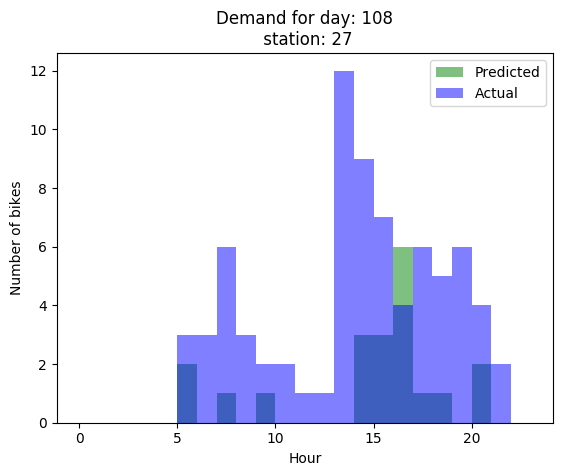 Demand for day: 108
station: 27
Predicted
Actual
Number of bikes
12
10
8
6
4
2
0
0
5
10
15
20
Hour